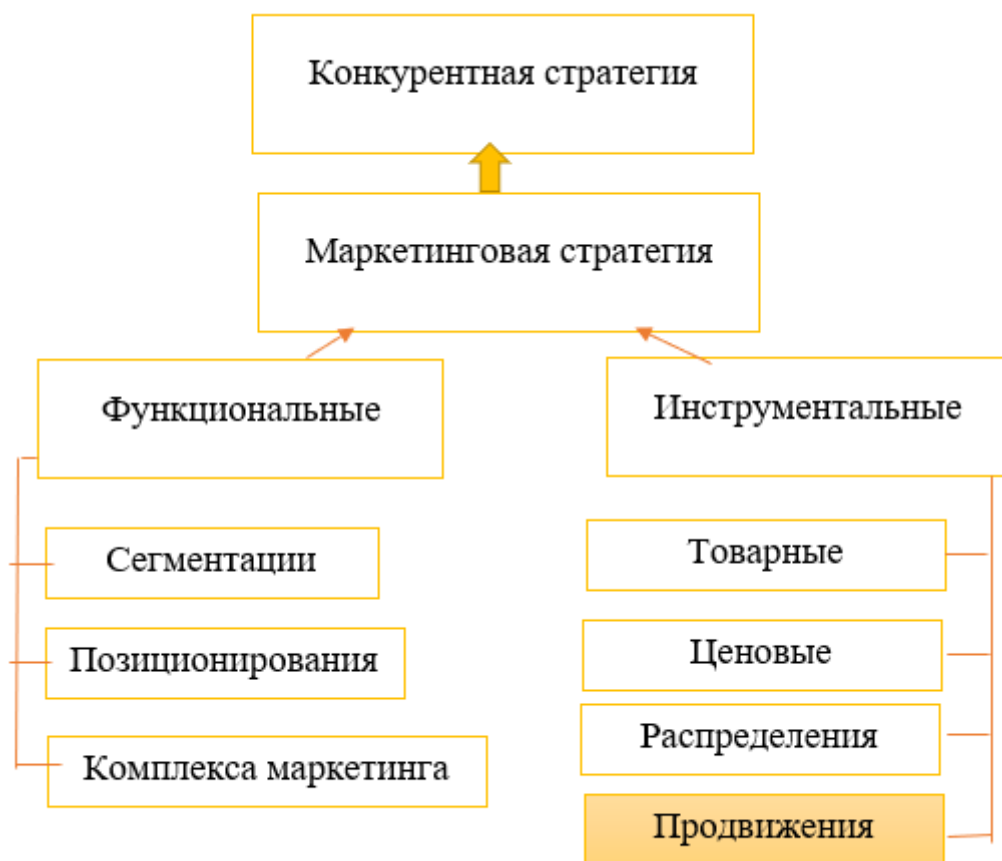 Конкурентная стратегия
Маркетинговая стратегия
Функциональные
Инструментальные
Сегментации
Товарные
Позиционирования
Ценовые
Распределения
Комплекса маркетинга
Продвижения